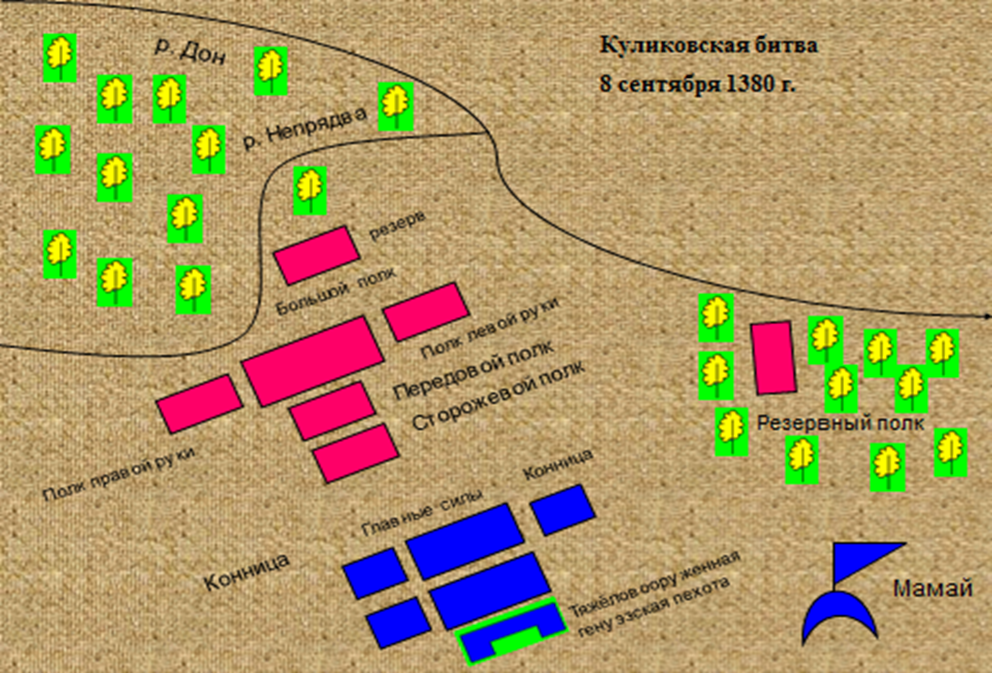 р. Дон
Куликовская битва
8 сентября 1380 г.
р. Непрядва
резерв
Большой полк
Полк левой руки
Передовой полк
Сторожевой полк
Резервный полк
Полк правой руки
Конница
Главные силы
Конница
Тяжёловооруженная
генуэзская пехота
Мамай